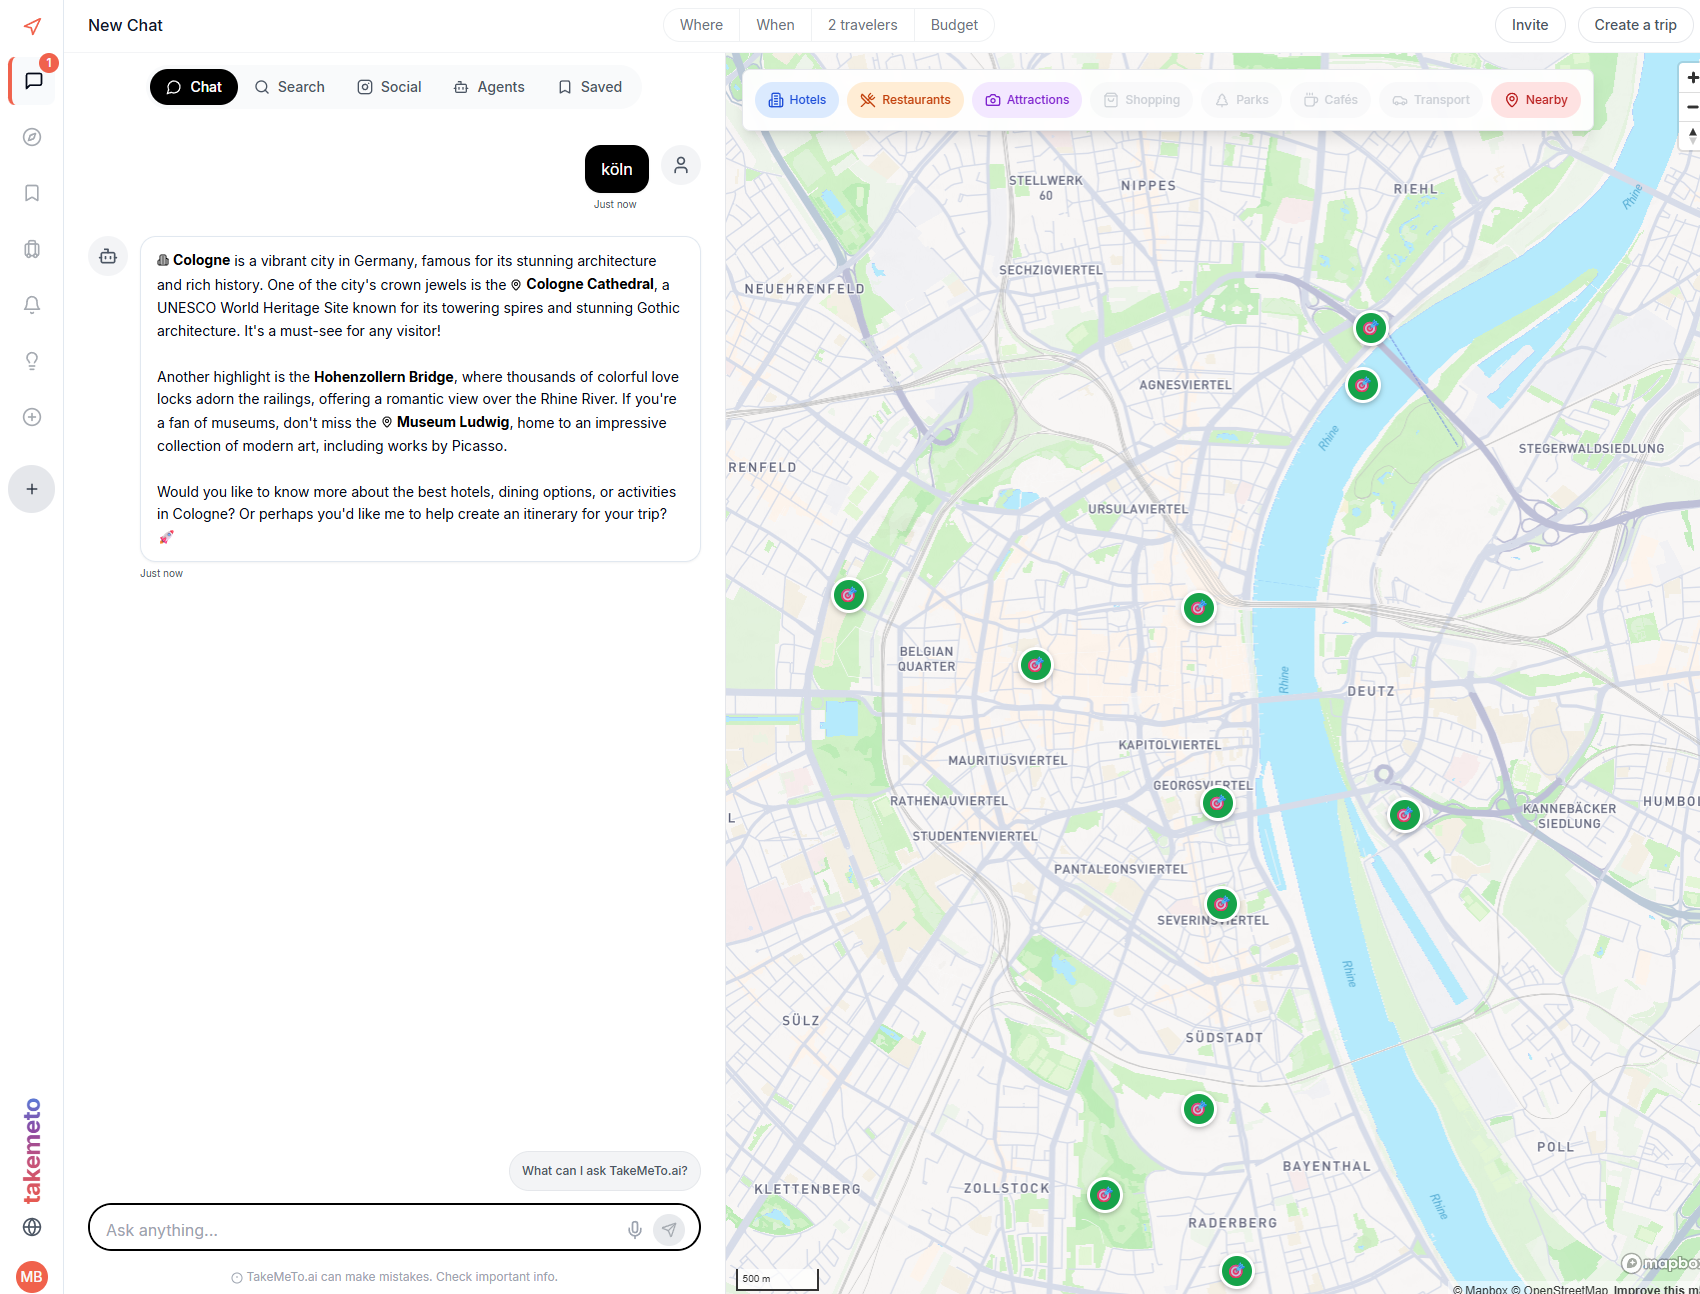 New Chat
Where
When
2 travelers
Budget
Invite
Create a trip
1
Chat
Search
Social
Agents
Saved
köln
Just now
Cologne is a vibrant city in Germany, famous for its stunning architecture
and rich history. One of the city's crown jewels is the Cologne Cathedral, a
UNESCO World Heritage Site known for its towering spires and stunning Gothic
architecture. It's a must-see for any visitor!
Another highlight is the Hohenzollern Bridge, where thousands of colorful love
locks adorn the railings, offering a romantic view over the Rhine River. If you're
a fan of museums, don't miss the Museum Ludwig, home to an impressive
collection of modern art, including works by Picasso.
Would you like to know more about the best hotels, dining options, or activities
in Cologne? Or perhaps you'd like me to help create an itinerary for your trip?
Just now
What can I ask TakeMeTo.ai?
Ask anything...
TakeMeTo.ai can make mistakes. Check important info.
takemeto
MB
Hotels
Restaurants
Attractions
Shopping
Parks
Cafés
Transport
Nearby
STELLWERK
60
NIPPES
RIEHL
Rhine
SECHZIGVIERTEL
NEUEHRENFELD
AGNESVIERTEL
Rhine
STEGERWALDSIEDLUNG
RENFELD
URSULAVIERTEL
BELGIAN
QUARTER
Rhine
DEUTZ
KAPITOLVIERTEL
MAURITIUSVIERTEL
GEORGSVIERTEL
RATHENAUVIERTEL
KANNEBÄCKER
SIEDLUNG
HUMBOL
L
STUDENTENVIERTEL
PANTALEONSVIERTEL
SEVERINSVIERTEL
Rhine
SÜLZ
SÜDSTADT
POLL
BAYENTHAL
KLETTENBERG
ZOLLSTOCK
Rhine
RADERBERG
500 m
mapbox
© Mapbox © OpenStreetMap Improve this m